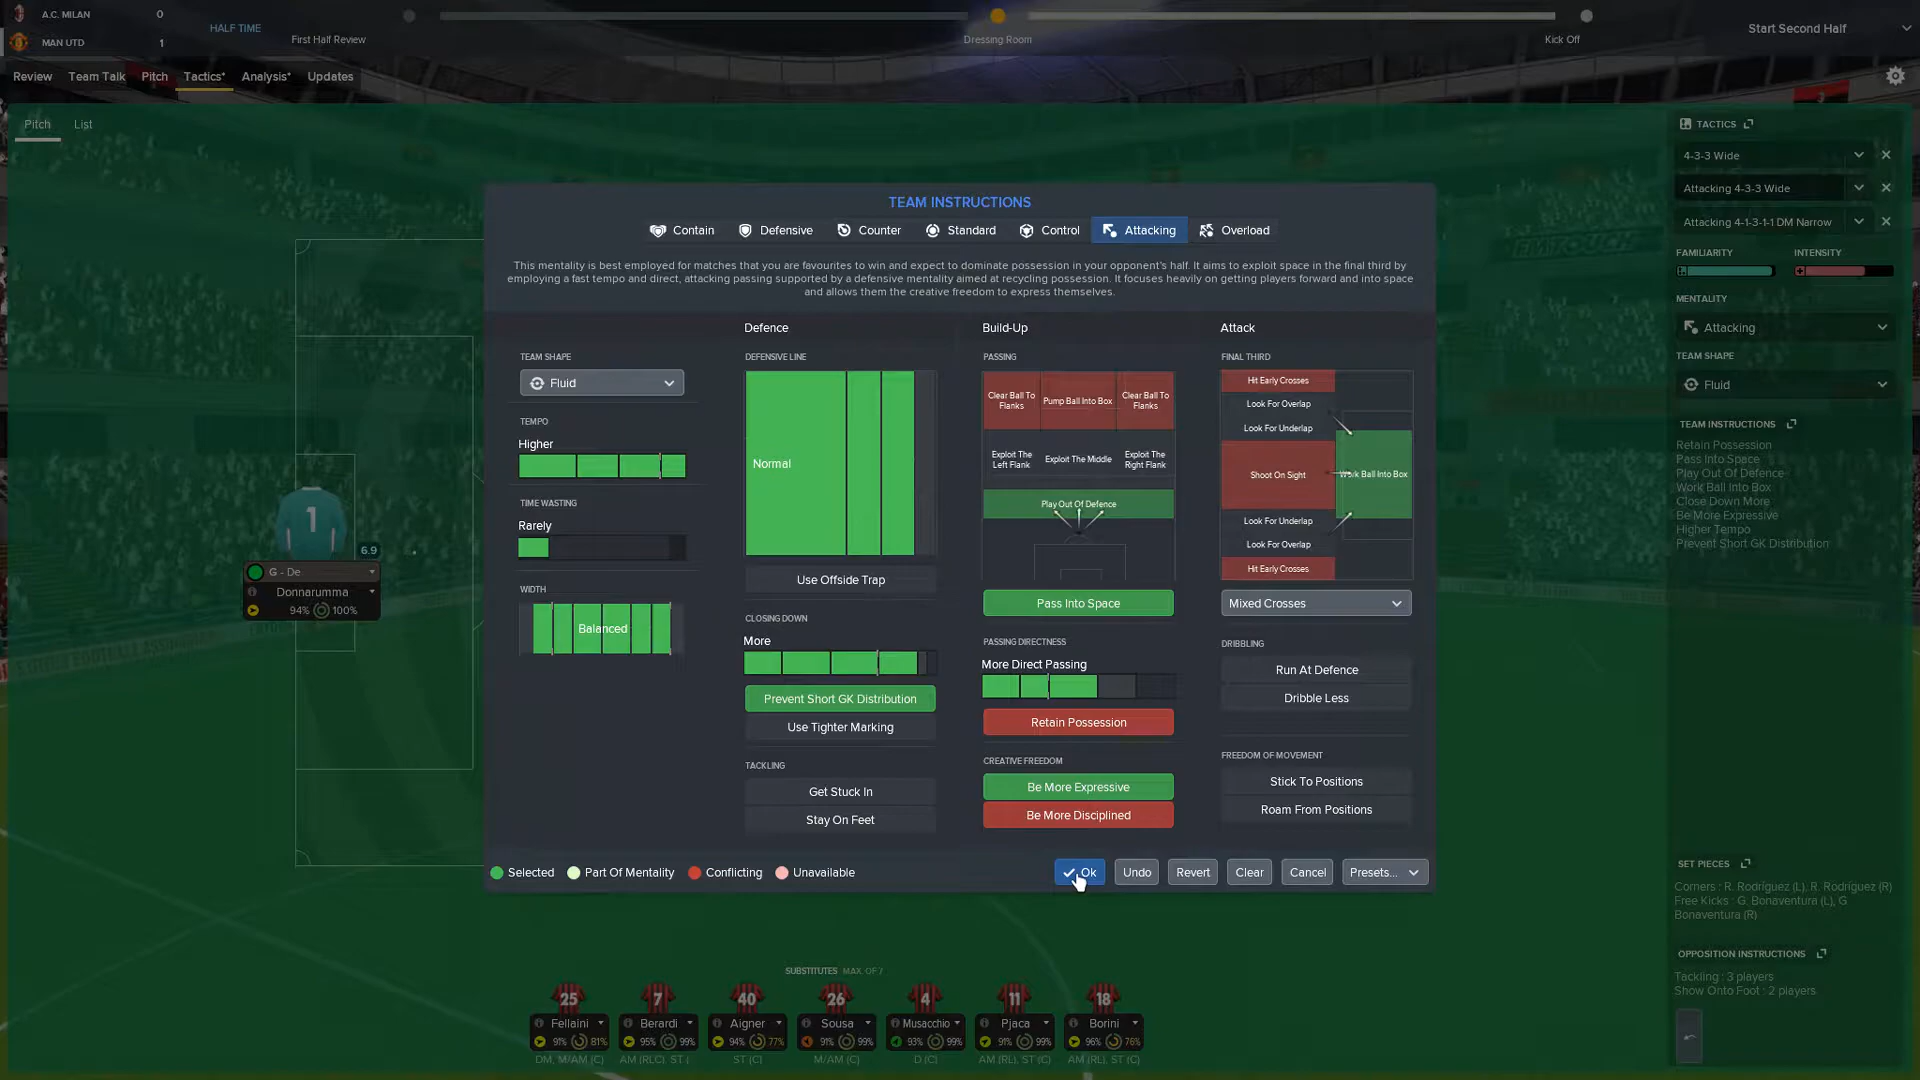 A.C. MILAN 0
MAN UTD 1
HALF TIME
First Half Review
Dressing Room
Kick Off
Start Second Half
Review Team Talk Pitch Tactics* Analysis* Updates
Pitch List
TEAM INSTRUCTIONS
Contain Defensive Counter Standard Control Attacking Overload
This mentality is best employed for matches that you are favourites to win and expect to dominate possession in your opponent's half. It aims to exploit space in the final third by
employing a fast tempo and direct, attacking passing supported by a defensive mentality aimed at recycling possession. It focuses heavily on getting players forward and into space
and allows them the creative freedom to express themselves.
TEAM SHAPE
Fluid
TEMPO
Higher
TIME WASTING
Rarely
WIDTH
Balanced
Defence
DEFENSIVE LINE
Normal
Use Offside Trap
CLOSING DOWN
More
Prevent Short GK Distribution
Use Tighter Marking
TACKLING
Get Stuck In
Stay On Feet
Build-Up
PASSING
Clear Ball To Flanks
Pump Ball Into Box
Clear Ball To Flanks
Exploit The Left Flank
Exploit The Middle
Exploit The Right Flank
Play Out Of Defence
Pass Into Space
PASSING DIRECTNESS
More Direct Passing
Retain Possession
CREATIVE FREEDOM
Be More Expressive
Be More Disciplined
Attack
FINAL THIRD
Hit Early Crosses
Look For Overlap
Look For Underlap
Shoot On Sight
Work Ball Into Box
Look For Underlap
Look For Overlap
Hit Early Crosses
Mixed Crosses
DRIBBLING
Run At Defence
Dribble Less
FREEDOM OF MOVEMENT
Stick To Positions
Roam From Positions
Selected Part Of Mentality Conflicting Unavailable
Ok Undo Revert Clear Cancel Presets...
1
6.9
G - De
Donnarumma
94% 100%
TACTICS
4-3-3 Wide
Attacking 4-3-3 Wide
Attacking 4-1-3-1-1 DM Narrow
FAMILIARITY INTENSITY
MENTALITY
Attacking
TEAM SHAPE
Fluid
TEAM INSTRUCTIONS
Retain Possession
Pass Into Space
Play Out Of Defence
Work Ball Into Box
Close Down More
Be More Expressive
Higher Tempo
Prevent Short GK Distribution
SET PIECES
Corners : R. Rodríguez (L), R. Rodríguez (R)
Free Kicks : G. Bonaventura (L), G.
Bonaventura (R)
OPPOSITION INSTRUCTIONS
Tackling : 3 players
Show Onto Foot : 2 players
SUBSTITUTES MAX. OF 7
25 7 40 26 4 11 18
Fellaini Berardi Aigner Sousa Musacchio Pjaca Borini
91% 81% 95% 99% 94% 77% 91% 99% 93% 99% 91% 99% 96% 76%
DM, M/AM (C) AM (RLC), ST ( ST (C) M/AM (C) D (C) AM (RL), ST (C) AM (RL), ST (C)